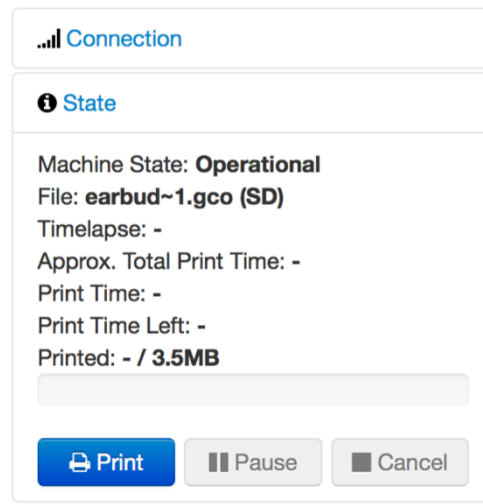 Connection
State
Machine State: Operational
File: earbud~1.gco (SD)
Timelapse: -
Approx. Total Print Time: -
Print Time: -
Print Time Left: -
Printed: - / 3.5MB
Print Pause Cancel